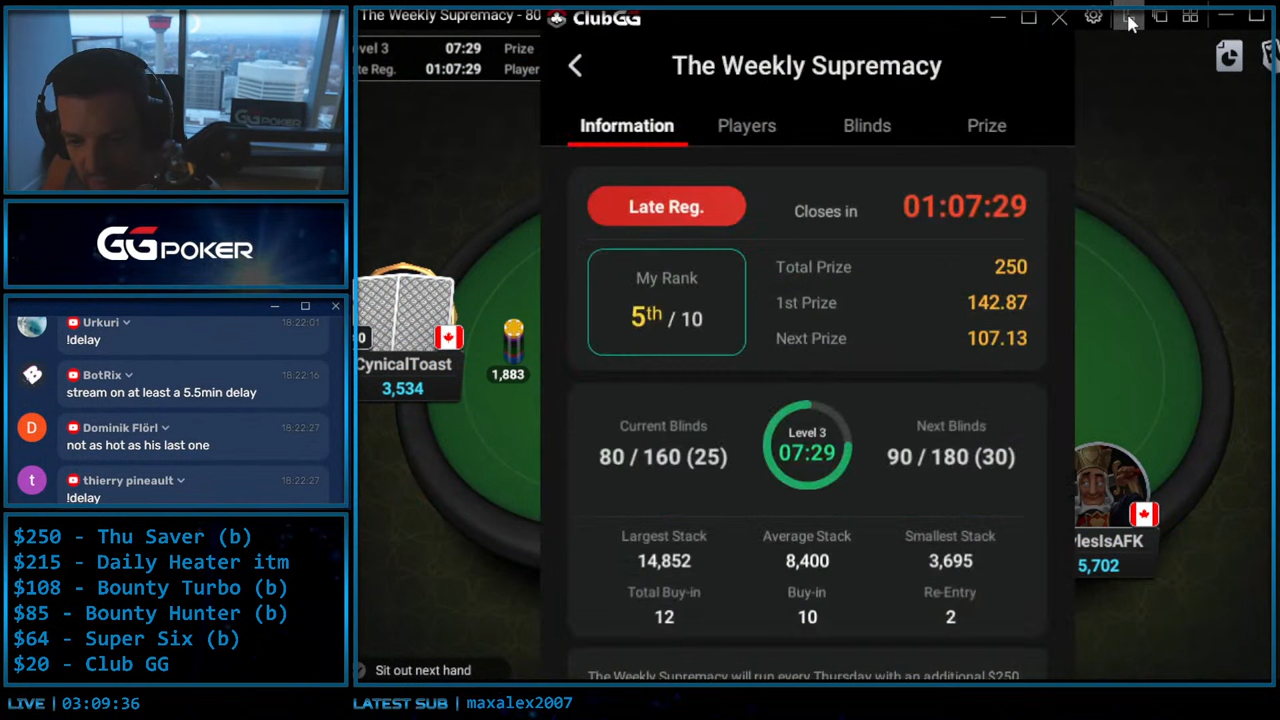 The Weekly Supremacy - 80
ClubGG
evel 3 07:29 Prize
te Reg. 01:07:29 Player
The Weekly Supremacy
Information Players Blinds Prize
Late Reg. Closes in 01:07:29
My Rank
5th / 10
Total Prize 250
1st Prize 142.87
Next Prize 107.13
Current Blinds
80 / 160 (25)
Level 3
07:29
Next Blinds
90 / 180 (30)
Largest Stack Average Stack Smallest Stack
14,852 8,400 3,695
Total Buy-in Buy-in Re-Entry
12 10 2
The Weekly Supremacy will run every Thursday with an additional $250
0
CynicalToast
3,534
1,883
lesIsAFK
5,702
Sit out next hand
GGPOKER
GGPOKER
Urkuri 18:22:01
!delay
BotRix 18:22:16
stream on at least a 5.5min delay
D
Dominik Flörl 18:22:27
not as hot as his last one
t
thierry pineault 18:22:27
!delay
$250 - Thu Saver (b)
$215 - Daily Heater itm
$108 - Bounty Turbo (b)
$85 - Bounty Hunter (b)
$64 - Super Six (b)
$20 - Club GG
LIVE | 03:09:36
LATEST SUB | maxalex2007